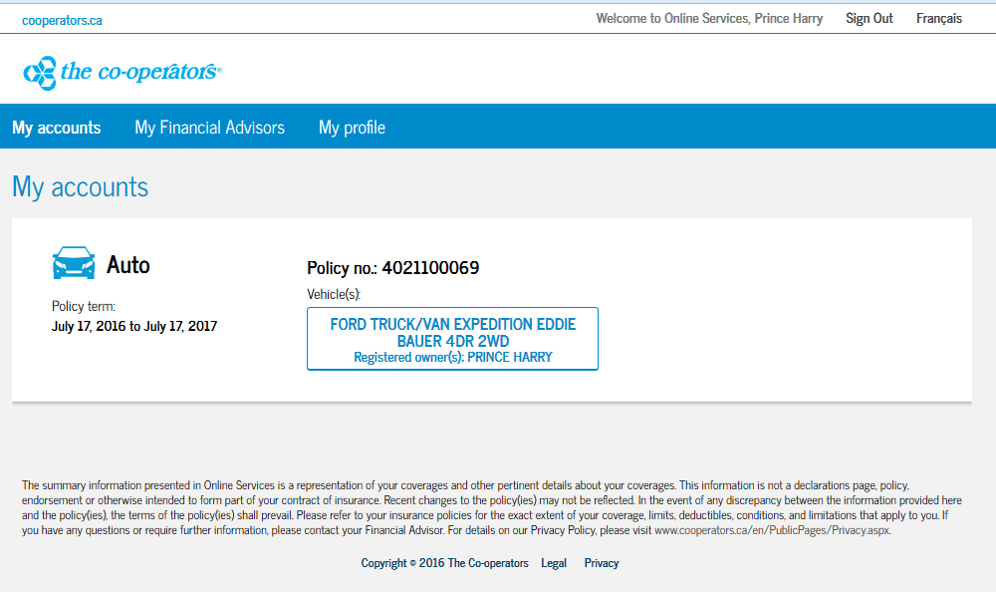 cooperators.ca
Welcome to Online Services, Prince Harry Sign Out Français
the co-operators®
My accounts My Financial Advisors My profile
My accounts
Auto
Policy term:
July 17, 2016 to July 17, 2017
Policy no.: 4021100069
Vehicle(s):
FORD TRUCK/VAN EXPEDITION EDDIE
BAUER 4DR 2WD
Registered owner(s): PRINCE HARRY
The summary information presented in Online Services is a representation of your coverages and other pertinent details about your coverages. This information is not a declarations page, policy,
endorsement or otherwise intended to form part of your contract of insurance. Recent changes to the policy(ies) may not be reflected. In the event of any discrepancy between the information provided here
and the policy(ies), the terms of the policy(ies) shall prevail. Please refer to your insurance policies for the exact extent of your coverage, limits, deductibles, conditions, and limitations that apply to you. If
you have any questions or require further information, please contact your Financial Advisor. For details on our Privacy Policy, please visit www.cooperators.ca/en/PublicPages/Privacy.aspx.
Copyright © 2016 The Co-operators Legal Privacy